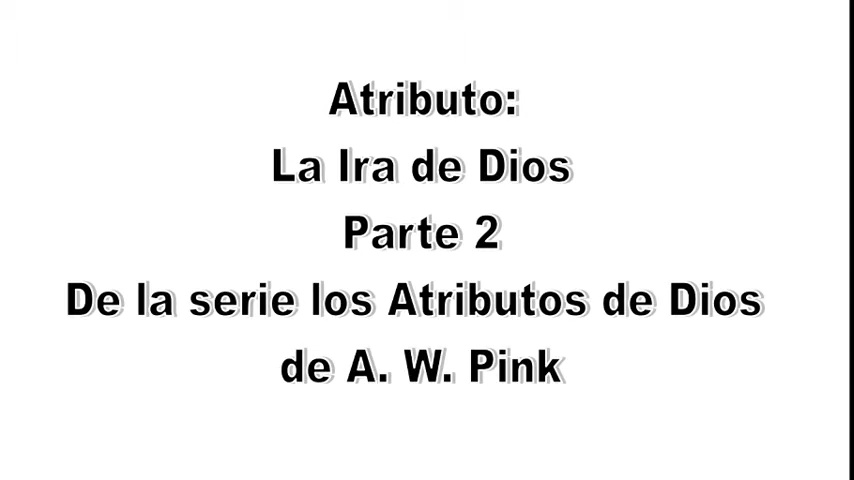 Atributo:
La Ira de Dios
Parte 2
De la serie los Atributos de Dios
de A. W. Pink